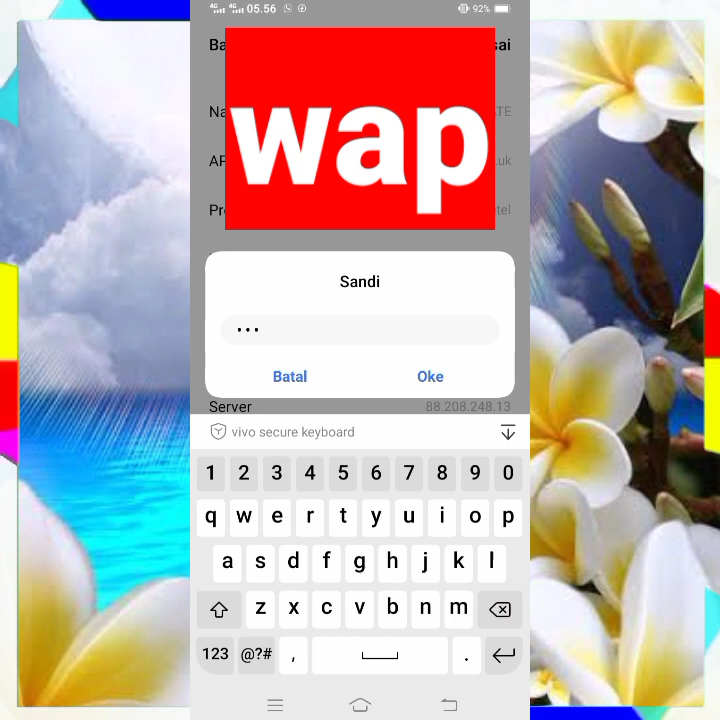 4G 4G 05.56 92%
Ba sai
wap
Na TE
AP uk
Pr tel
Sandi
•••
Batal Oke
Server 88.208.248.13
vivo secure keyboard
1 2 3 4 5 6 7 8 9 0
q w e r t y u i o p
a s d f g h j k l
z x c v b n m
123 @?# , .